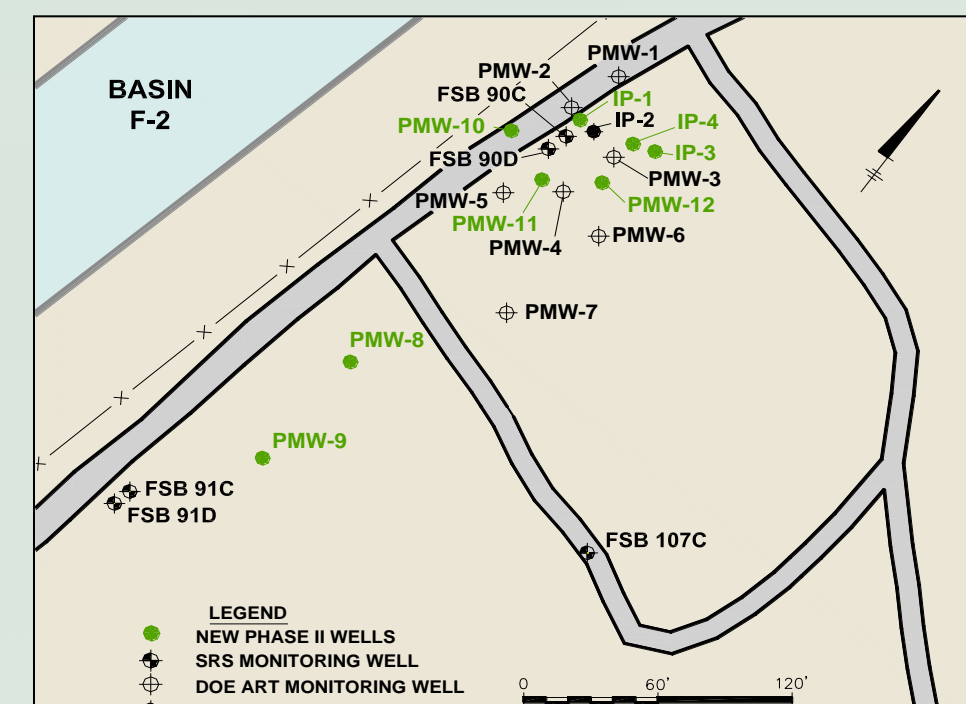 BASIN
F-2
PMW-1
PMW-2
FSB 90C
IP-1
PMW-10
IP-2
IP-4
FSB 90D
IP-3
PMW-3
PMW-5
PMW-12
PMW-11
PMW-4
PMW-6
PMW-7
PMW-8
PMW-9
FSB 91C
FSB 91D
FSB 107C
LEGEND
NEW PHASE II WELLS
SRS MONITORING WELL
DOE ART MONITORING WELL
0 60' 120'